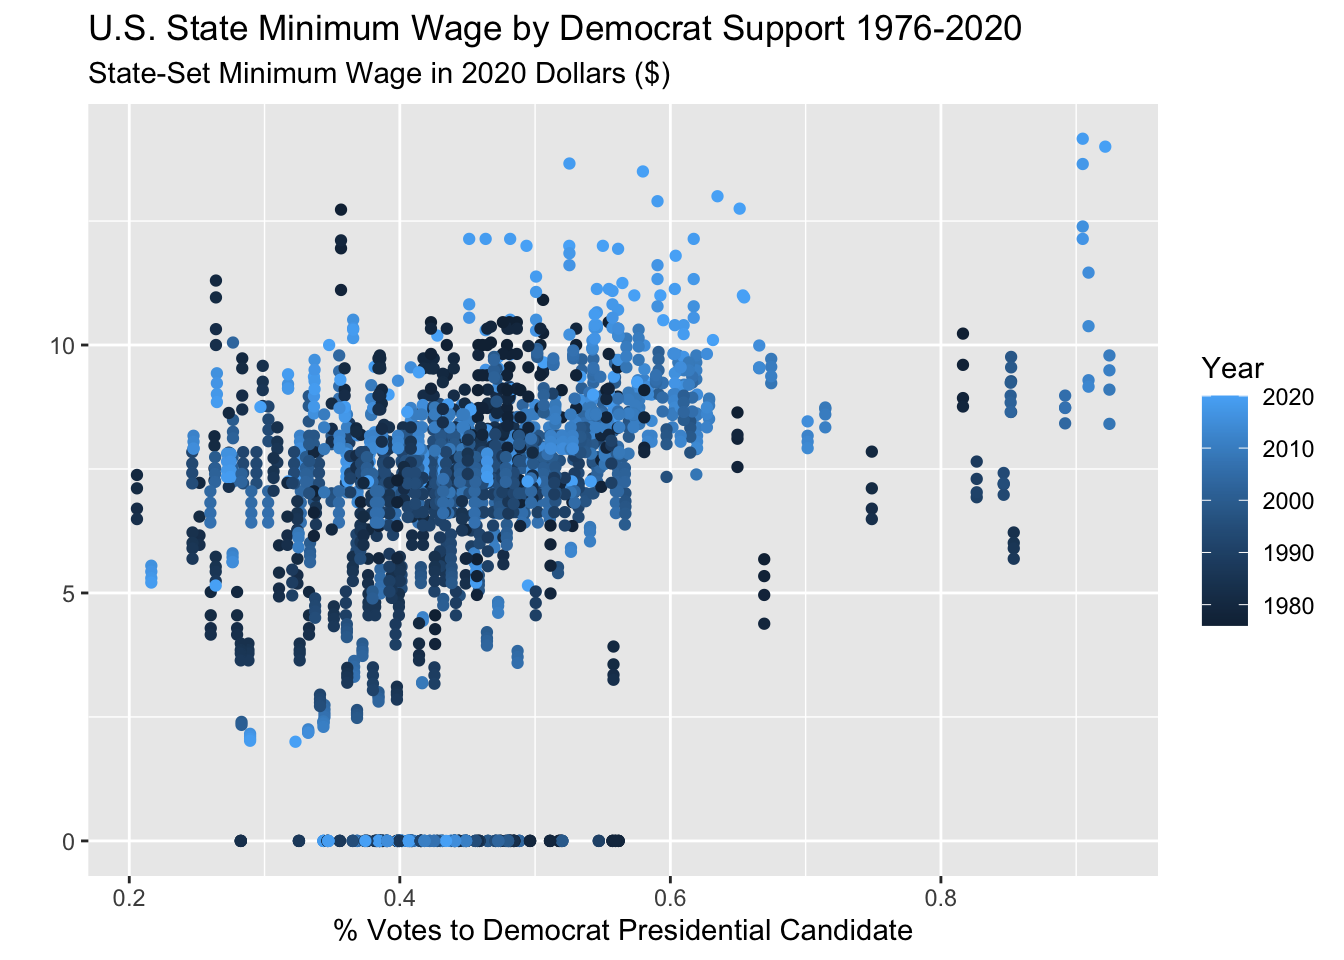 U.S. State Minimum Wage by Democrat Support 1976-2020
State-Set Minimum Wage in 2020 Dollars ($)
10
5
0
0.2 0.4 0.6 0.8
% Votes to Democrat Presidential Candidate
Year
2020
2010
2000
1990
1980